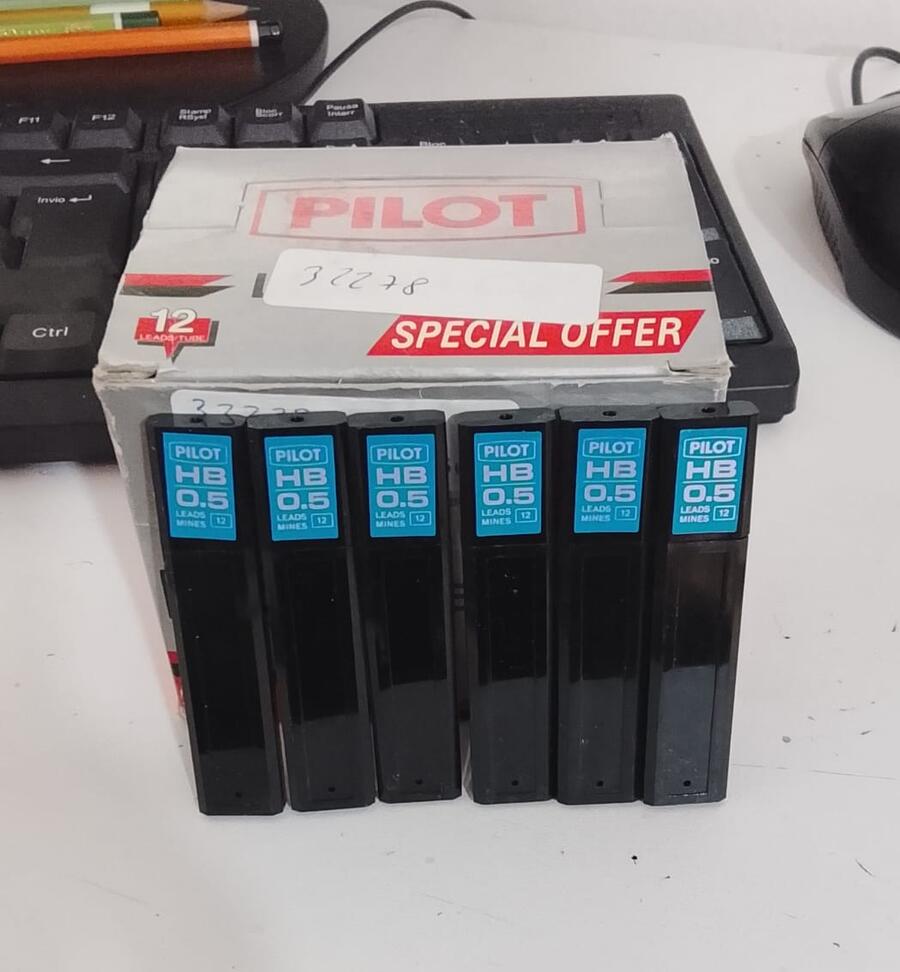 F11
F12
Stamp
RSist
Bloc
Scorr
Pausa
Interr
Bloc
Invio
Ctrl
PILOT
32278
12
LEADS/TUBE
SPECIAL OFFER
PILOT
HB
0.5
LEADS
MINES 12
PILOT
HB
0.5
LEADS
MINES 12
PILOT
HB
0.5
LEADS
MINES 12
PILOT
HB
0.5
LEADS
MINES 12
PILOT
HB
0.5
LEADS
MINES 12
PILOT
HB
0.5
LEADS
MINES 12